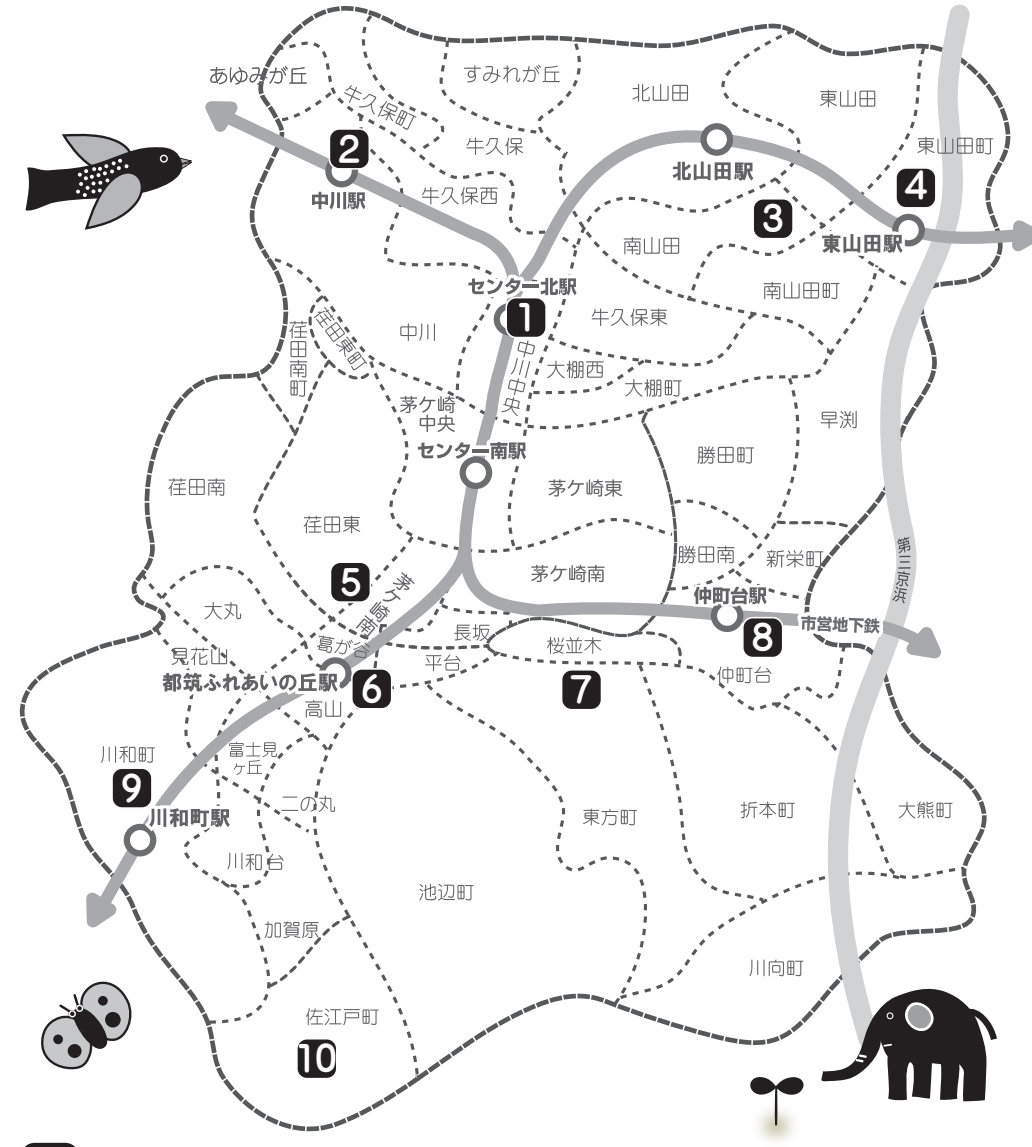 あゆみが丘
すみれが丘
北山田
東山田
牛久保町
牛久保
東山田町
2
中川駅
牛久保西
北山田駅
4
3
南山田
東山田駅
センター北駅
1
南山田町
牛久保東
荏田東町
荏田南町
中川
中川中央
大棚西
大棚町
茅ケ崎
中央
早渕
センター南駅
勝田町
荏田南
茅ケ崎東
荏田東
第三京浜
勝田南
新栄町
5
茅ケ崎南
茅ケ崎南
仲町台駅
大丸
長坂
8
市営地下鉄
葛が谷
桜並木
見花山
平台
仲町台
都筑ふれあいの丘駅
6
7
高山
川和町
富士見
ヶ丘
9
二の丸
川和町駅
東方町
折本町
大熊町
川和台
池辺町
加賀原
川向町
佐江戸町
10